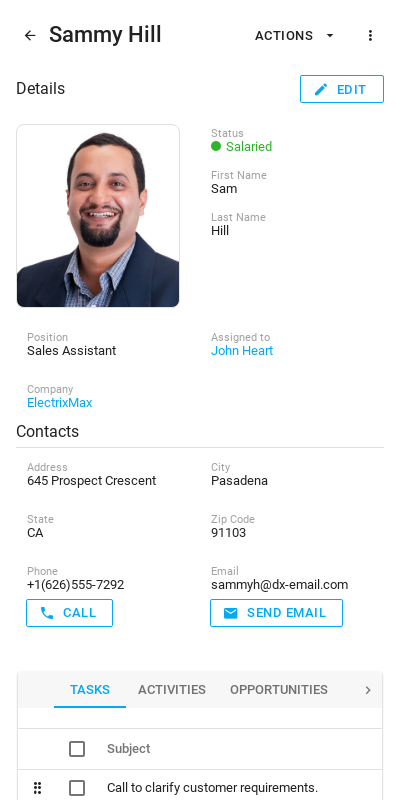 Sammy Hill
ACTIONS
Details
EDIT
Status
Salaried
First Name
Sam
Last Name
Hill
Position
Sales Assistant
Assigned to
John Heart
Company
ElectrixMax
Contacts
Address
645 Prospect Crescent
City
Pasadena
State
CA
Zip Code
91103
Phone
+1(626)555-7292
CALL
Email
sammyh@dx-email.com
SEND EMAIL
TASKS ACTIVITIES OPPORTUNITIES
Subject
Call to clarify customer requirements.